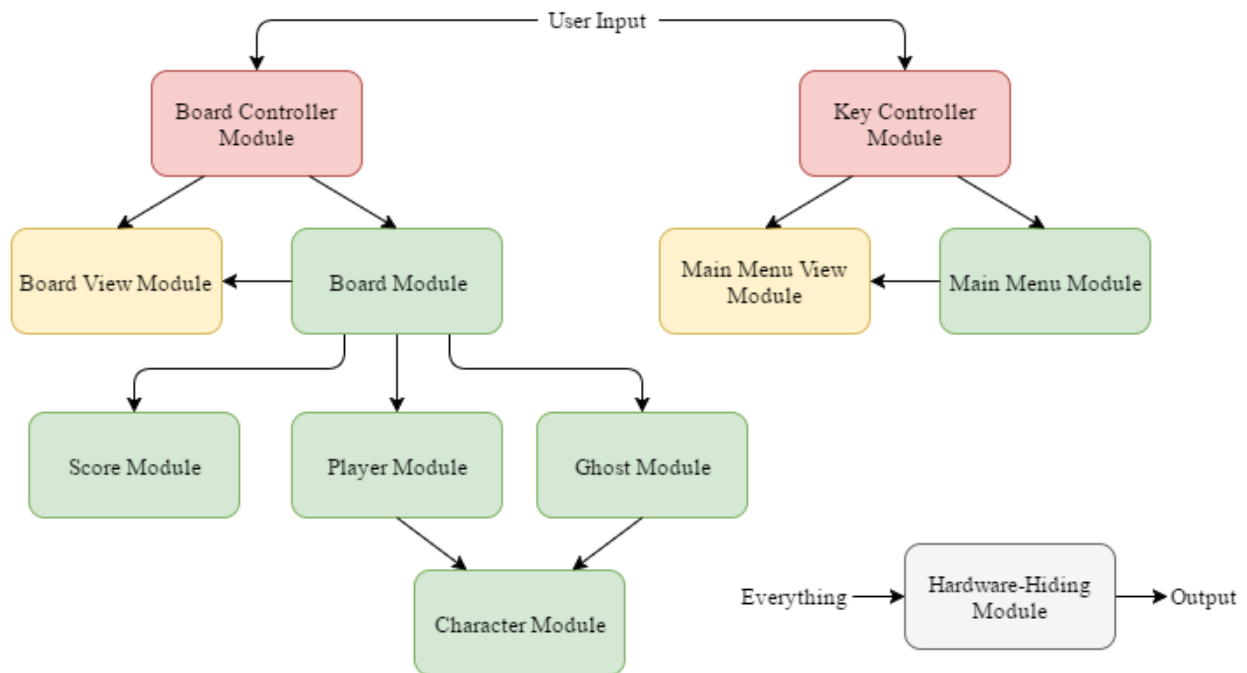 User Input
Board Controller
Module
Key Controller
Module
Board View Module
Board Module
Main Menu View
Module
Main Menu Module
Score Module
Player Module
Ghost Module
Character Module
Everything
Hardware-Hiding
Module
Output